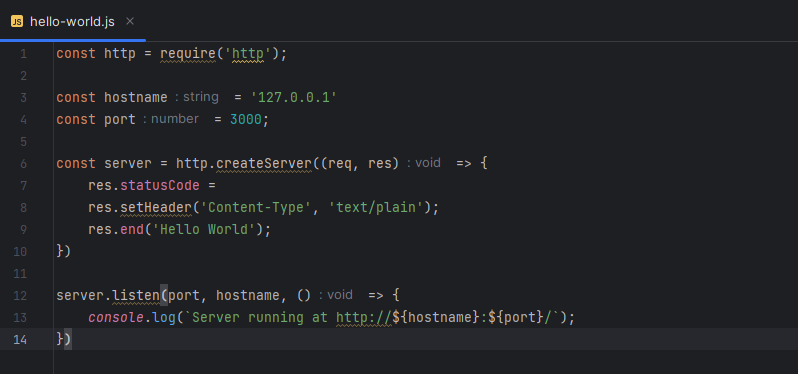 JS hello-world.js ×
1 const http = require('http');
2
3 const hostname : string = '127.0.0.1'
4 const port : number = 3000;
5
6 const server = http.createServer((req, res) : void => {
7     res.statusCode =
8     res.setHeader('Content-Type', 'text/plain');
9     res.end('Hello World');
10 })
11
12 server.listen(port, hostname, () : void => {
13     console.log(`Server running at http://${hostname}:${port}/`);
14 })